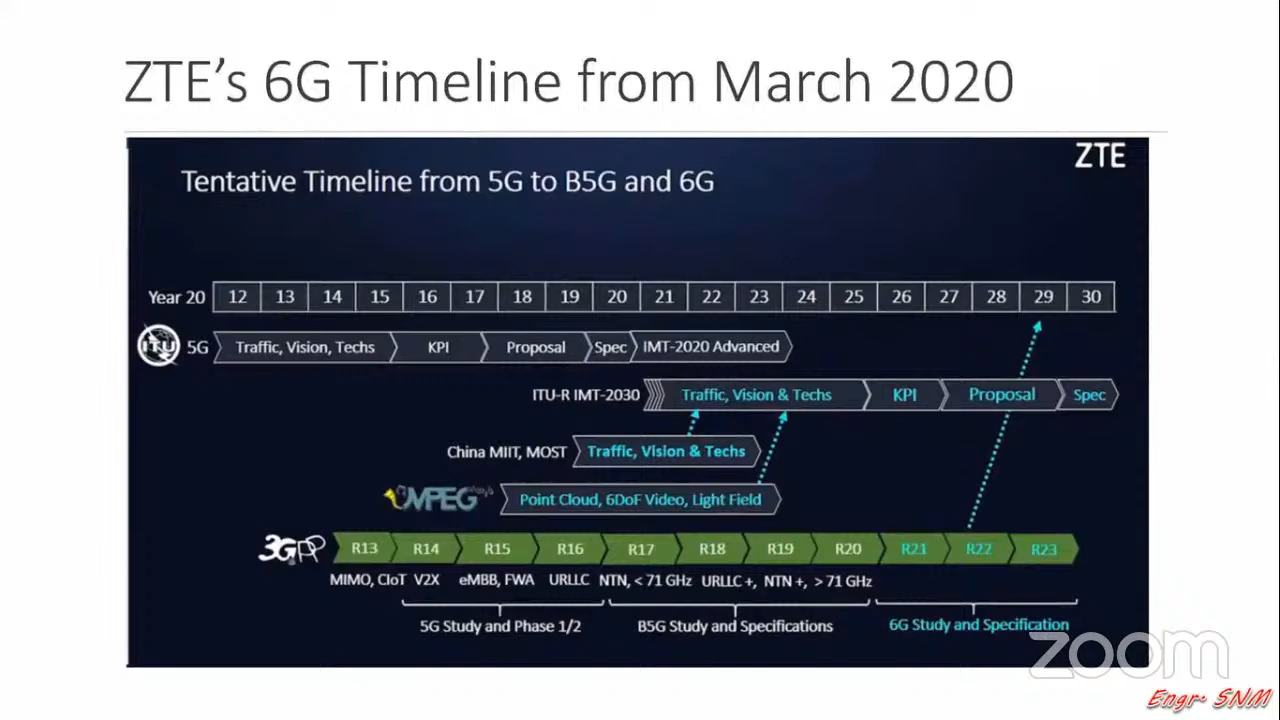 ZTE's 6G Timeline from March 2020
ZTE
Tentative Timeline from 5G to B5G and 6G
Year 20 12 13 14 15 16 17 18 19 20 21 22 23 24 25 26 27 28 29 30
ITU 5G Traffic, Vision, Techs KPI Proposal Spec IMT-2020 Advanced
ITU-R IMT-2030 Traffic, Vision & Techs KPI Proposal Spec
China MIIT, MOST Traffic, Vision & Techs
MPEG Point Cloud, 6DoF Video, Light Field
3GPP R13 R14 R15 R16 R17 R18 R19 R20 R21 R22 R23
MIMO, CIoT V2X eMBB, FWA URLLC NTN, < 71 GHz URLLC +, NTN +, > 71 GHz
5G Study and Phase 1/2 B5G Study and Specifications 6G Study and Specification
zoom
Engr. SNM